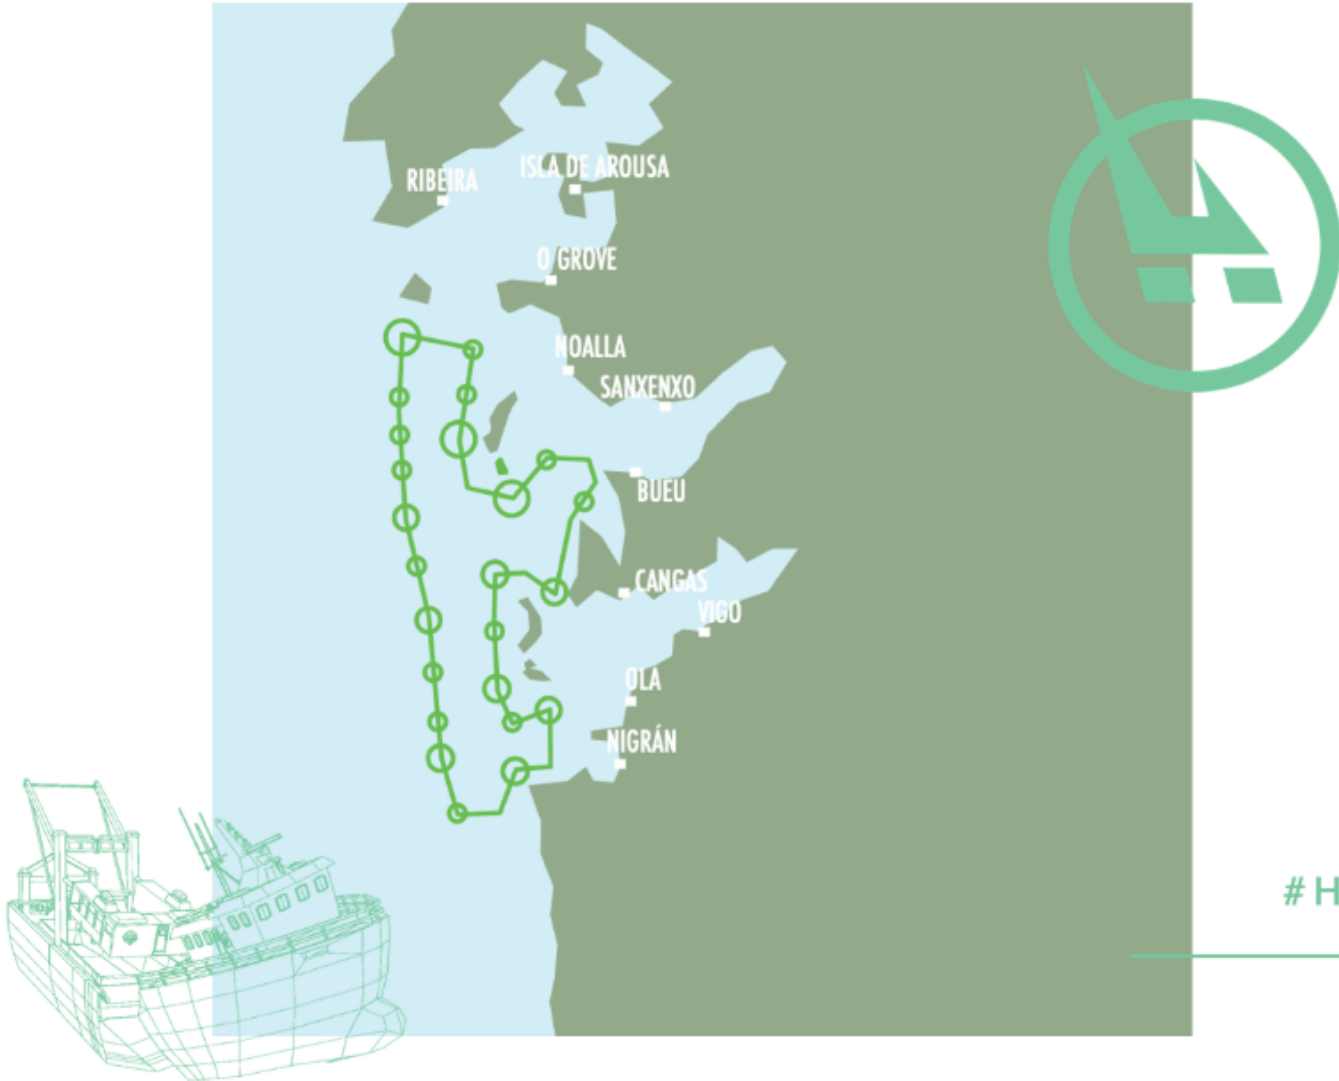 ISLA DE AROUSA
RIBEIRA
O GROVE
NOALLA
SANXENXO
BUEU
CANGAS
VIGO
OLA
NIGRÁN
# H